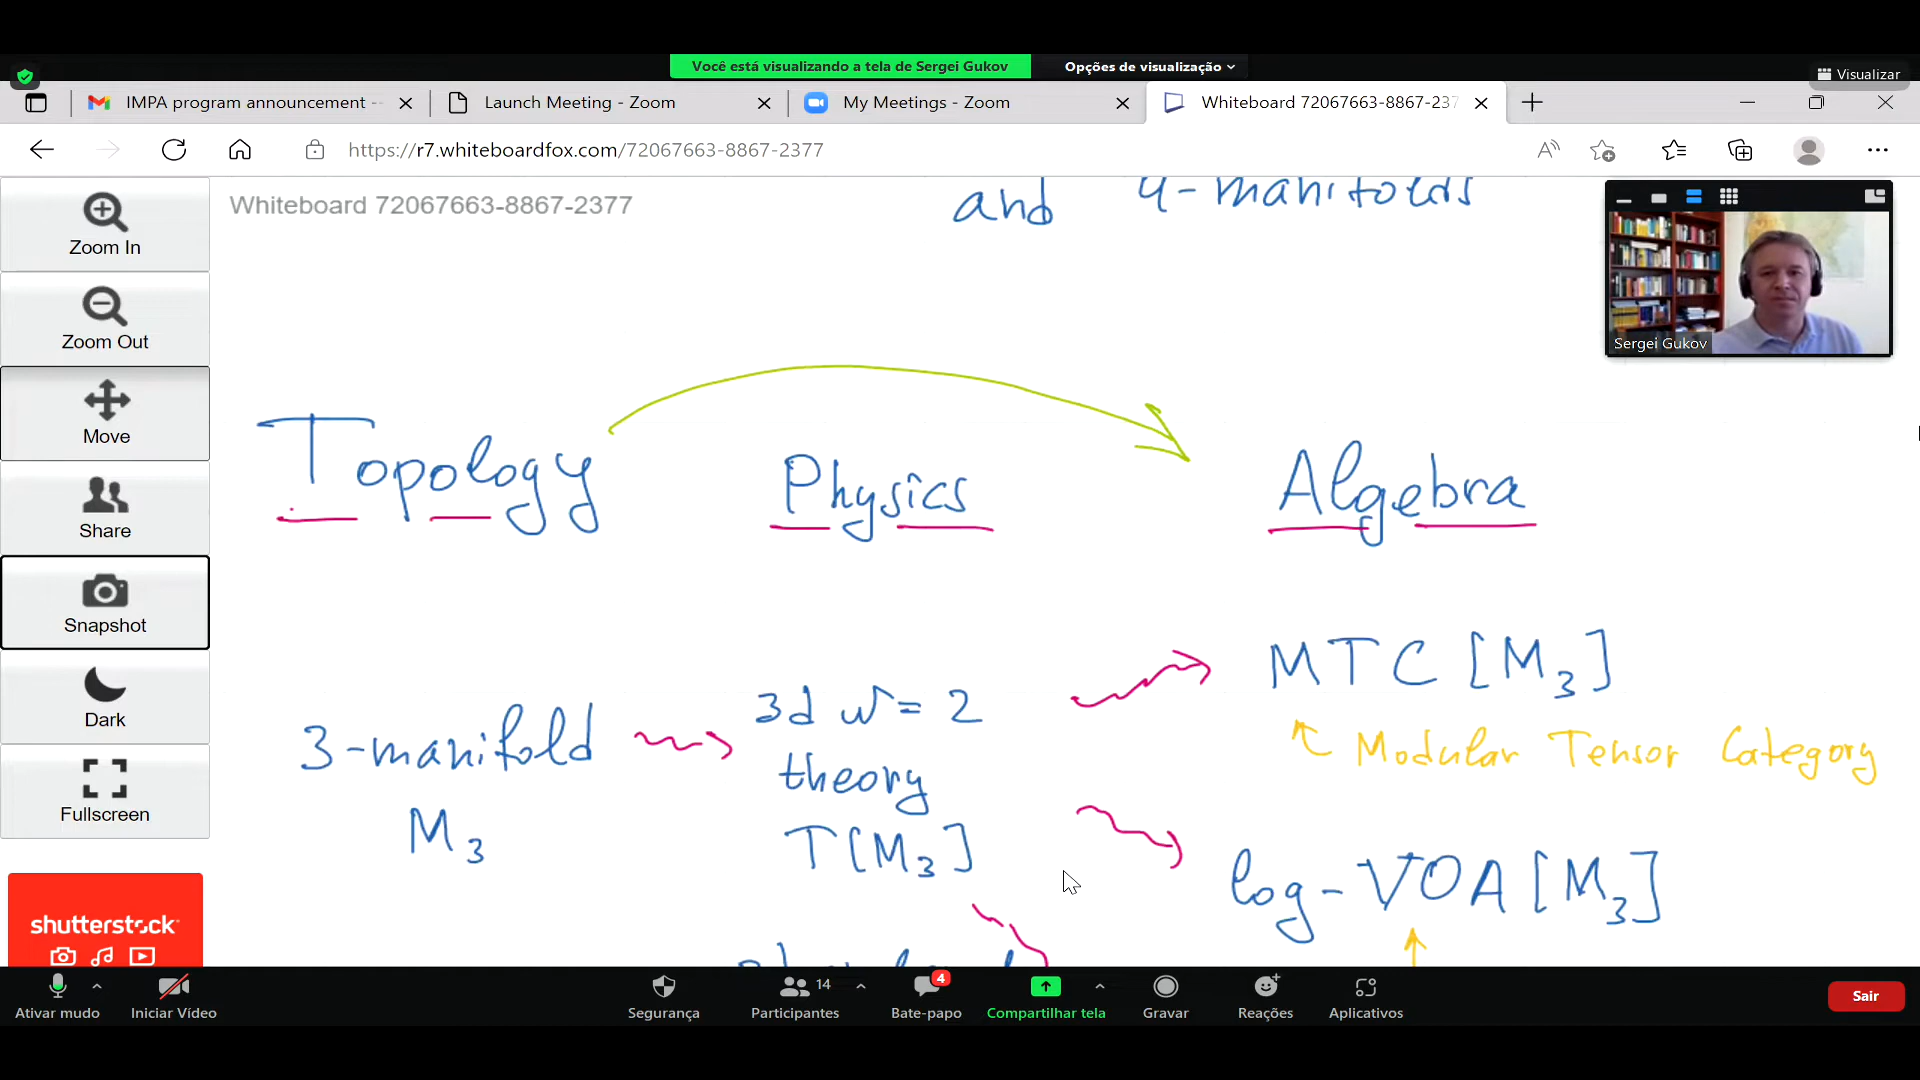 Você está visualizando a tela de Sergei Gukov
Opções de visualização
Visualizar
IMPA program announcement --
Launch Meeting - Zoom
My Meetings - Zoom
Whiteboard 72067663-8867-237
https://r7.whiteboardfox.com/72067663-8867-2377
Whiteboard 72067663-8867-2377
and 4-manifolds
Zoom In
Zoom Out
Move
Share
Snapshot
Dark
Fullscreen
shutterstock
Sergei Gukov
Topology Physics Algebra
MTC [M3]
Modular Tensor Category
3-manifold
M3
3d N = 2
theory
T[M3]
log-VOA [M3]
Ativar mudo
Iniciar Vídeo
Segurança
14
Participantes
4
Bate-papo
Compartilhar tela
Gravar
Reações
Aplicativos
Sair